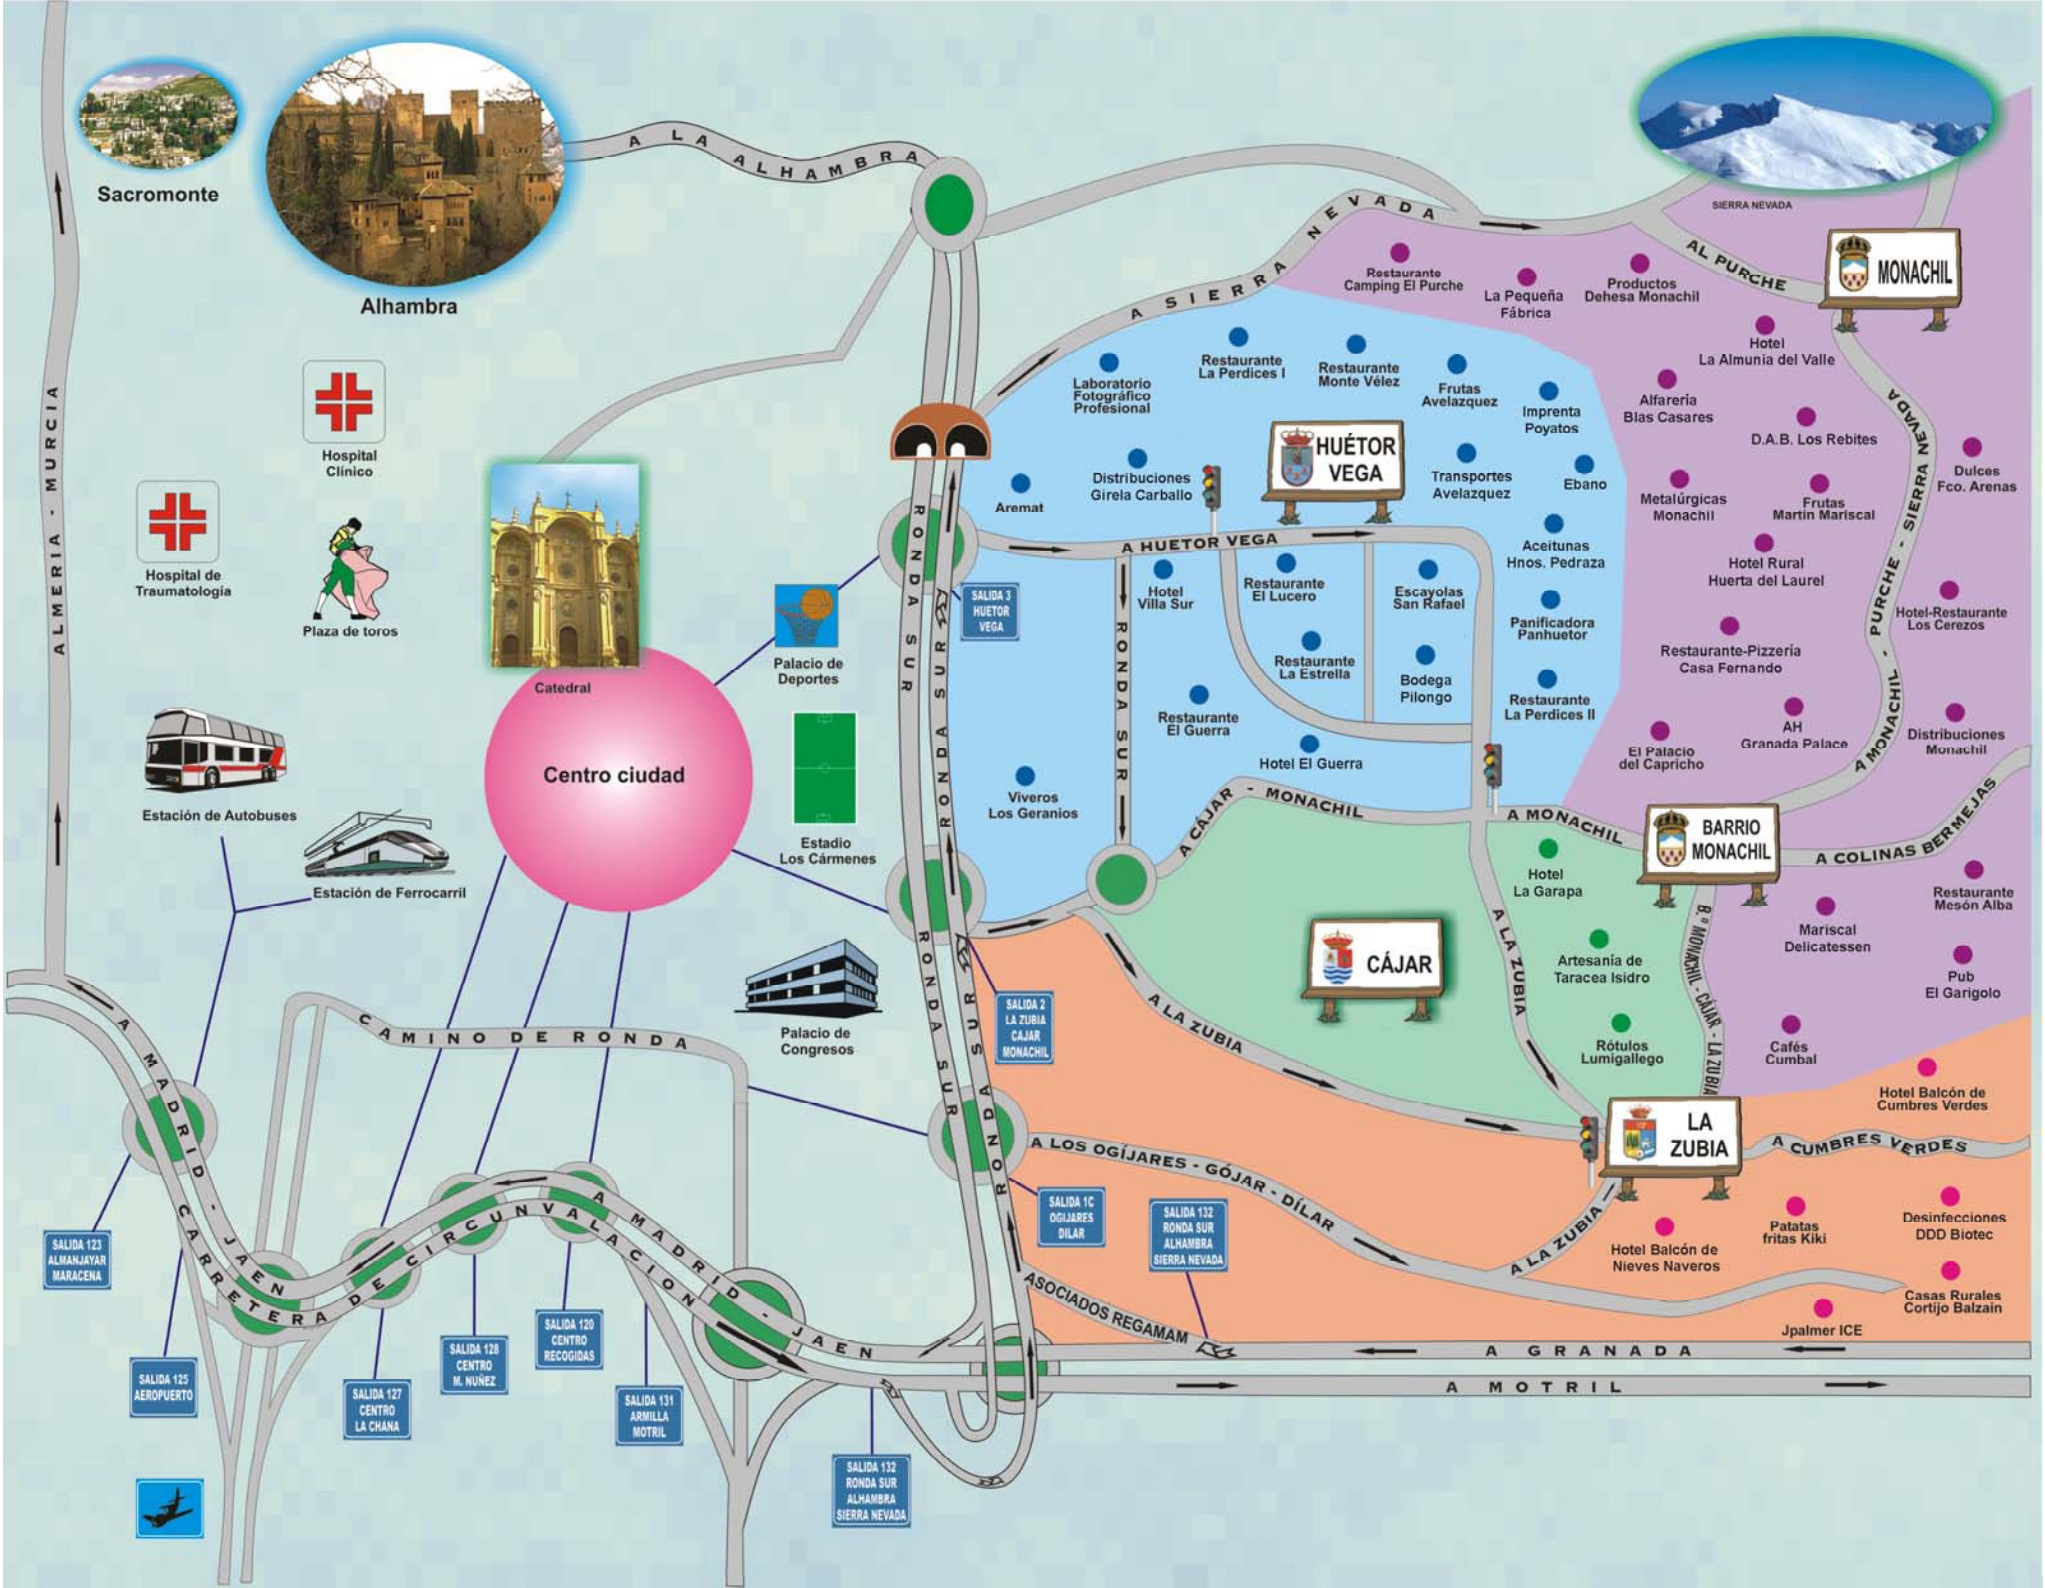 Sacromonte
Alhambra
A LA ALHAMBRA
SIERRA NEVADA
A SIERRA NEVADA
AL PURCHE
MONACHIL
Restaurante
Camping El Purche
La Pequeña
Fábrica
Productos
Dehesa Monachil
Hotel
La Almunia del Valle
Alfarería
Blas Casares
D.A.B. Los Rebites
Dulces
Fco. Arenas
Metalúrgicas
Monachil
Frutas
Martín Mariscal
Hotel Rural
Huerta del Laurel
Hotel-Restaurante
Los Cerezos
Restaurante-Pizzería
Casa Fernando
AH
Granada Palace
Distribuciones
Monachil
El Palacio
del Capricho
A MONACHIL - PURCHE - SIERRA NEVADA
Laboratorio
Fotográfico
Profesional
Restaurante
La Perdices I
Restaurante
Monte Vélez
Frutas
Avelazquez
Imprenta
Poyatos
HUÉTOR
VEGA
Distribuciones
Girela Carballo
Aremat
Transportes
Avelazquez
Ebano
Aceitunas
Hnos. Pedraza
A HUETOR VEGA
Hotel
Villa Sur
Restaurante
El Lucero
Escayolas
San Rafael
Panificadora
Panhuetor
Restaurante
La Estrella
Bodega
Pilongo
Restaurante
La Perdices II
Restaurante
El Guerra
Hotel El Guerra
Viveros
Los Geranios
RONDA SUR
A CÁJAR - MONACHIL
A MONACHIL
BARRIO
MONACHIL
A COLINAS BERMEJAS
Restaurante
Mesón Alba
Mariscal
Delicatessen
Pub
El Garigolo
Cafés
Cumbal
Hotel
La Garapa
Artesanía de
Taracea Isidro
Rótulos
Lumigallego
CÁJAR
A LA ZUBIA
A LA ZUBIA
B.º MONACHIL - CÁJAR - LA ZUBIA
LA
ZUBIA
Hotel Balcón de
Cumbres Verdes
A CUMBRES VERDES
Patatas
fritas Kiki
Desinfecciones
DDD Biotec
Hotel Balcón de
Nieves Naveros
Casas Rurales
Cortijo Balzain
Jpalmer ICE
A LA ZUBIA
A LOS OGÍJARES - GÓJAR - DÍLAR
ASOCIADOS REGAMAM
A GRANADA
A MOTRIL
Hospital
Clínico
Hospital de
Traumatología
Plaza de toros
Catedral
Centro ciudad
Palacio de
Deportes
Estadio
Los Cármenes
Palacio de
Congresos
Estación de Autobuses
Estación de Ferrocarril
ALMERIA - MURCIA
CAMINO DE RONDA
A MADRID - JAEN
CARRETERA DE CIRCUNVALACION
A MADRID - JAEN
RONDA SUR
RONDA SUR
RONDA SUR
RONDA SUR
SALIDA 3
HUETOR
VEGA
SALIDA 2
LA ZUBIA
CAJAR
MONACHIL
SALIDA 1C
OGIJARES
DILAR
SALIDA 132
RONDA SUR
ALHAMBRA
SIERRA NEVADA
SALIDA 123
ALMANJAYAR
MARACENA
SALIDA 125
AEROPUERTO
SALIDA 127
CENTRO
LA CHANA
SALIDA 128
CENTRO
M. NUÑEZ
SALIDA 120
CENTRO
RECOGIDAS
SALIDA 131
ARMILLA
MOTRIL
SALIDA 132
RONDA SUR
ALHAMBRA
SIERRA NEVADA